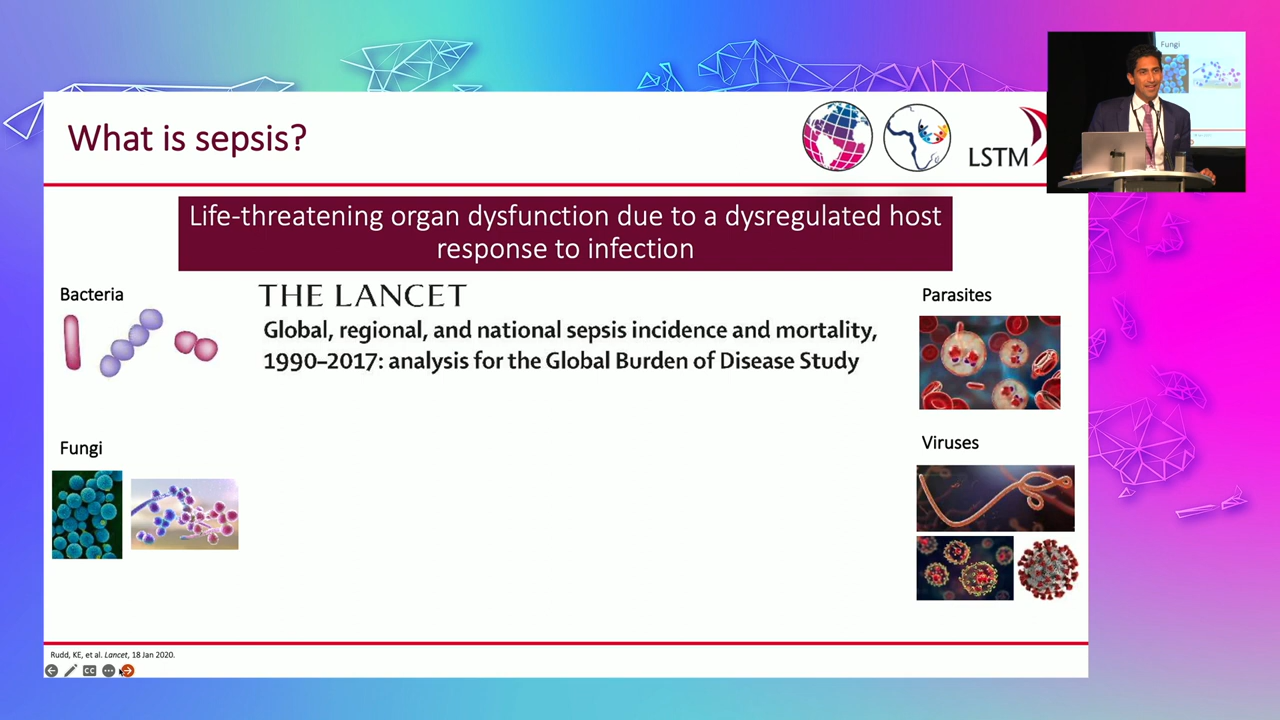 What is sepsis?
LSTM
Fungi
Life-threatening organ dysfunction due to a dysregulated host
response to infection
Bacteria
THE LANCET
Global, regional, and national sepsis incidence and mortality,
1990–2017: analysis for the Global Burden of Disease Study
Parasites
Fungi
Viruses
Rudd, KE, et al. Lancet, 18 Jan 2020.
CC